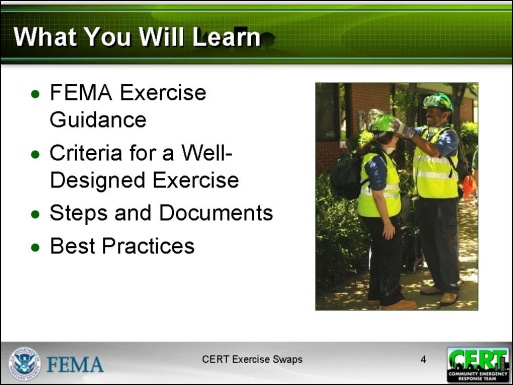 What You Will Learn
FEMA Exercise
Guidance
Criteria for a Well-
Designed Exercise
Steps and Documents
Best Practices
FEMA
CERT Exercise Swaps
4
CERT
COMMUNITY EMERGENCY
RESPONSE TEAM